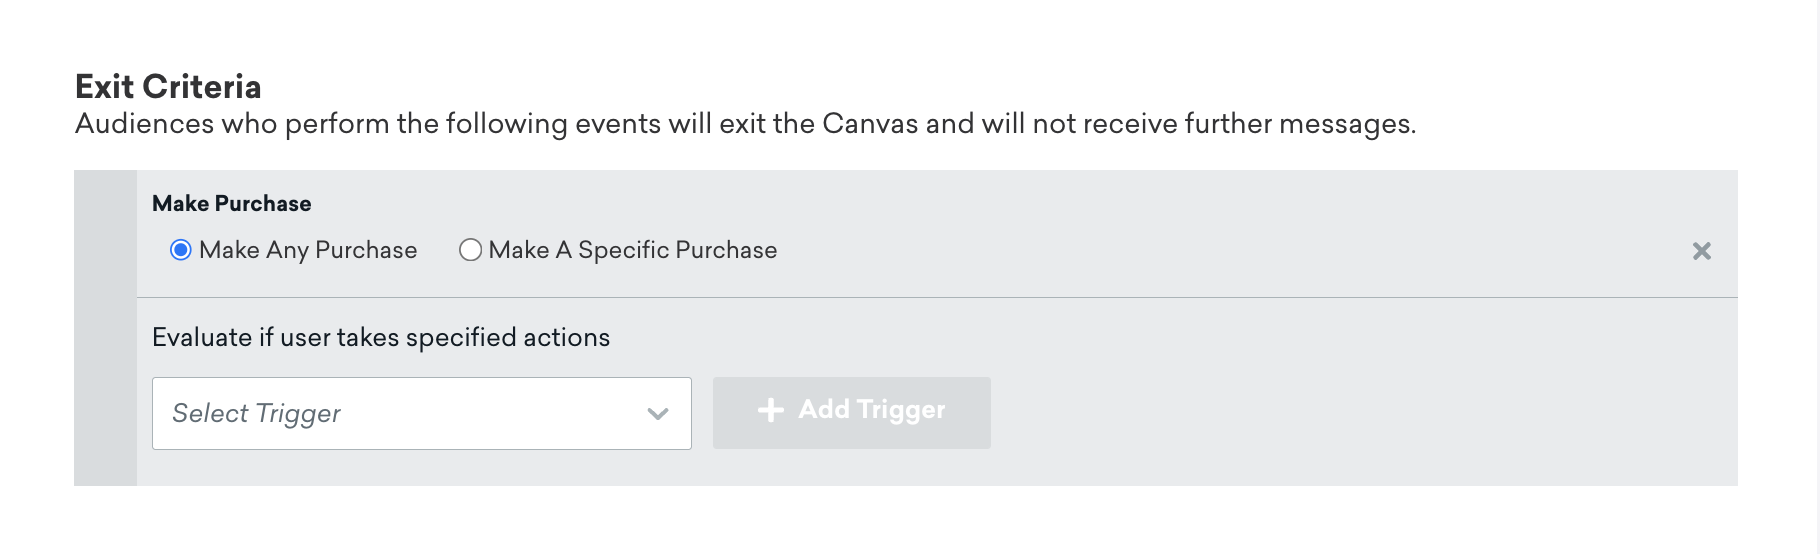 Exit Criteria
Audiences who perform the following events will exit the Canvas and will not receive further messages.
Make Purchase
Make Any Purchase Make A Specific Purchase
Evaluate if user takes specified actions
Select Trigger Add Trigger